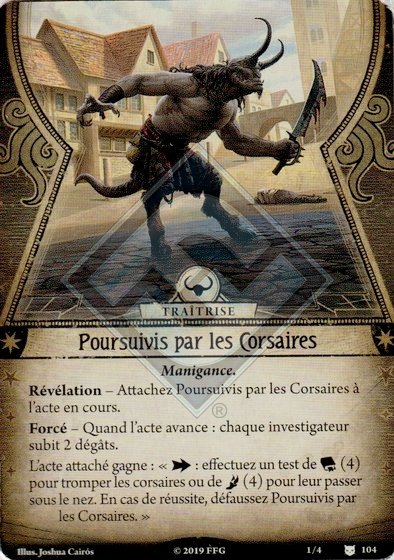 TRAÎTRISE
Poursuivis par les Corsaires
Manigance.
Révélation – Attachez Poursuivis par les Corsaires à
l'acte en cours.
Forcé – Quand l'acte avance : chaque investigateur
subit 2 dégâts.
L'acte attaché gagne : « : effectuez un test de (4)
pour tromper les corsaires ou de (4) pour leur passer
sous le nez. En cas de réussite, défaussez Poursuivis par
les Corsaires. »
Illus. Joshua Cairós © 2019 FFG 1/4 104
®